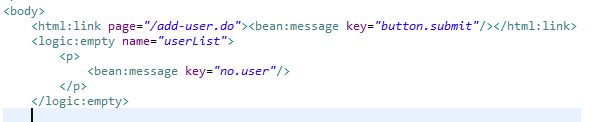 <body>
    <html:link page="/add-user.do"><bean:message key="button.submit"/></html:link>
    <logic:empty name="userList">
        <p>
            <bean:message key="no.user"/>
        </p>
    </logic:empty>